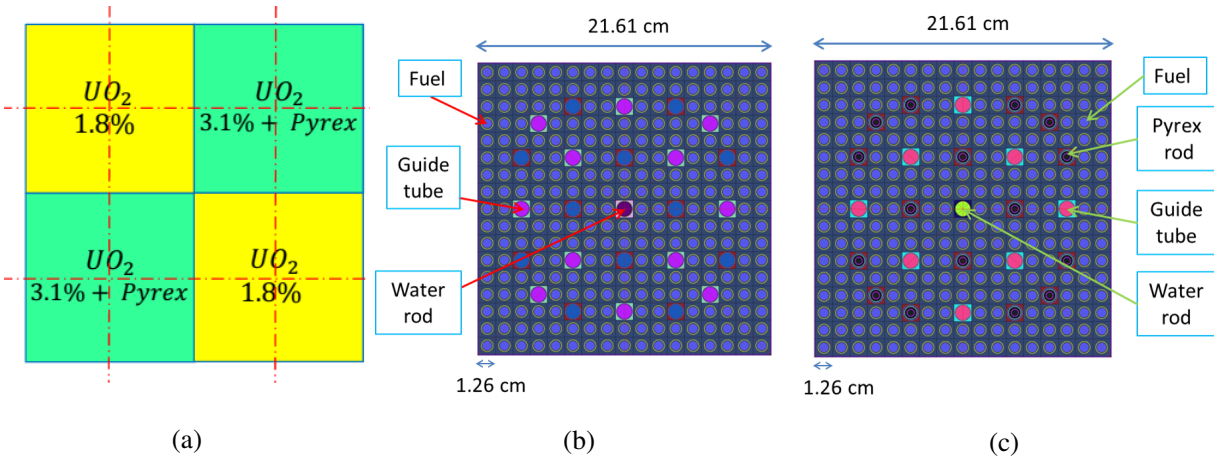 UO₂
1.8%
UO₂
3.1% + Pyrex
UO₂
3.1% + Pyrex
UO₂
1.8%
(a)
21.61 cm
Fuel
Guide
tube
Water
rod
1.26 cm
(b)
21.61 cm
Fuel
Pyrex
rod
Guide
tube
Water
rod
1.26 cm
(c)